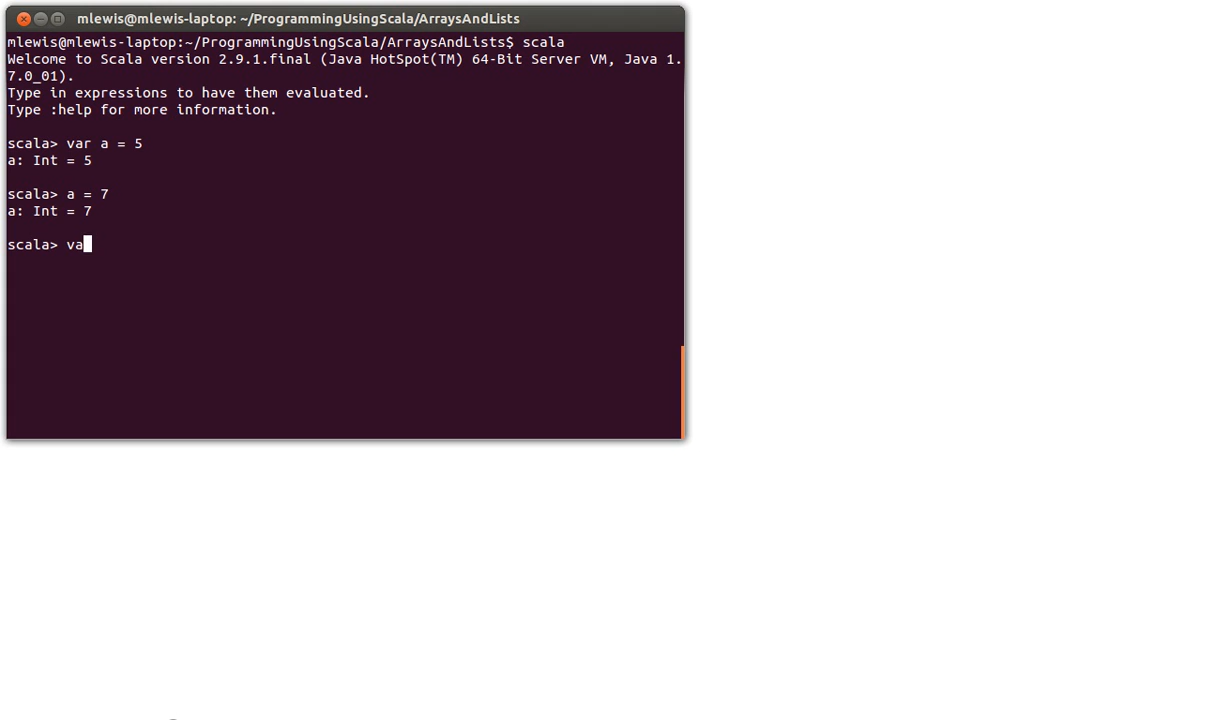 mlewis@mlewis-laptop: ~/ProgrammingUsingScala/ArraysAndLists
mlewis@mlewis-laptop:~/ProgrammingUsingScala/ArraysAndLists$ scala
Welcome to Scala version 2.9.1.final (Java HotSpot(TM) 64-Bit Server VM, Java 1.
7.0_01).
Type in expressions to have them evaluated.
Type :help for more information.
scala> var a = 5
a: Int = 5
scala> a = 7
a: Int = 7
scala> va